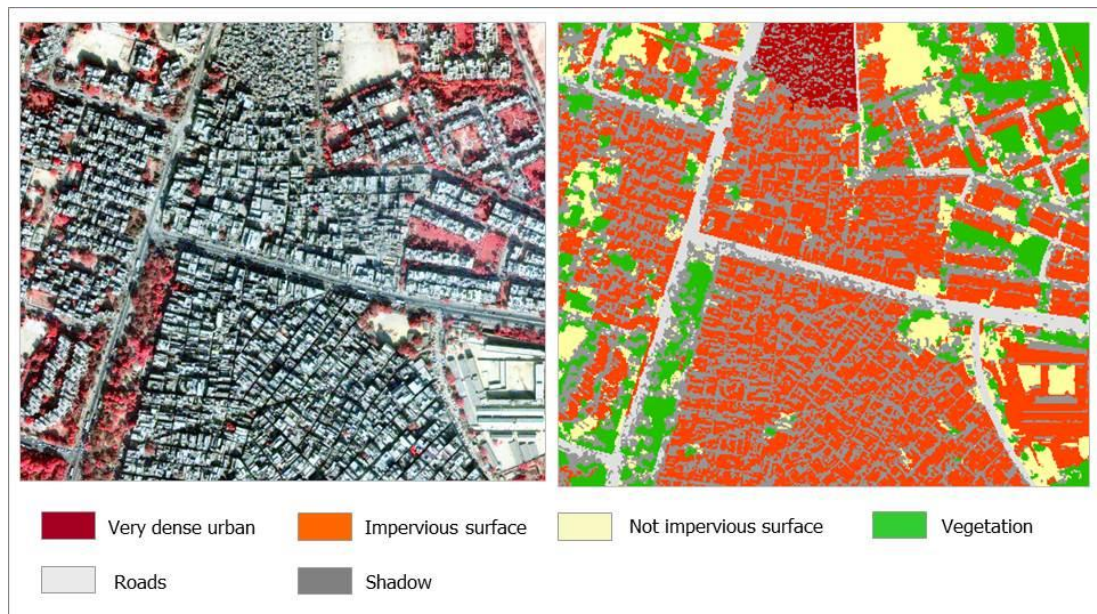 Very dense urban
Impervious surface
Not impervious surface
Vegetation
Roads
Shadow